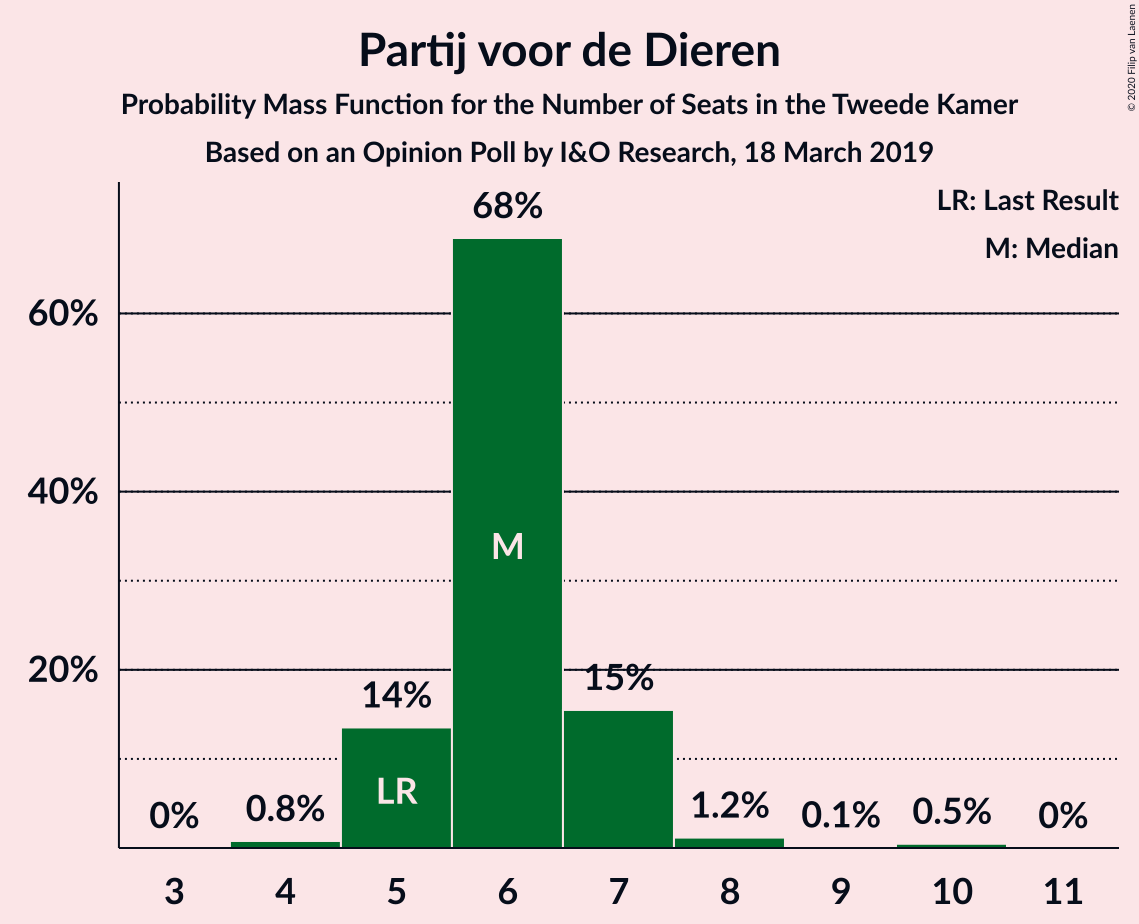 Partij voor de Dieren
Probability Mass Function for the Number of Seats in the Tweede Kamer
Based on an Opinion Poll by I&O Research, 18 March 2019
© 2020 Filip van Laenen
LR: Last Result
M: Median
68%
60%
40%
M
20%
15%
14%
LR
0%
0.8%
1.2%
0.1%
0.5%
0%
3 4 5 6 7 8 9 10 11